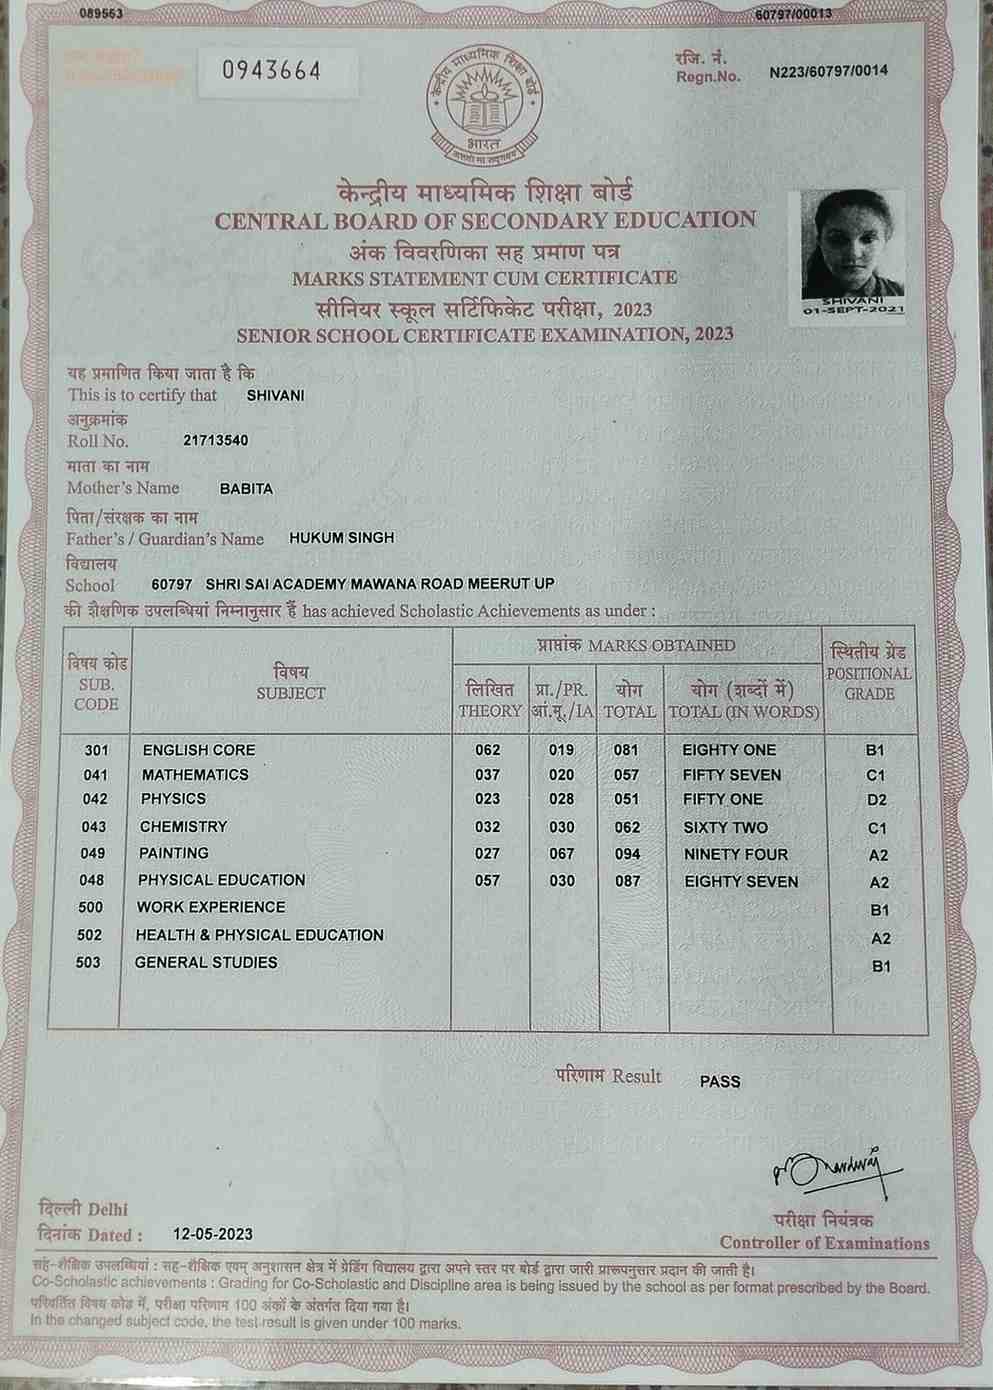 089563
60797/00013
0943664
रजि. नं.
Regn.No. N223/60797/0014
केन्द्रीय माध्यमिक शिक्षा बोर्ड
भारत
केन्द्रीय माध्यमिक शिक्षा बोर्ड
CENTRAL BOARD OF SECONDARY EDUCATION
अंक विवरणिका सह प्रमाण पत्र
MARKS STATEMENT CUM CERTIFICATE
सीनियर स्कूल सर्टिफिकेट परीक्षा, 2023
SENIOR SCHOOL CERTIFICATE EXAMINATION, 2023
SHIVANI
01-SEPT-2021
यह प्रमाणित किया जाता है कि
This is to certify that SHIVANI
अनुक्रमांक
Roll No. 21713540
माता का नाम
Mother's Name BABITA
पिता/संरक्षक का नाम
Father's / Guardian's Name HUKUM SINGH
विद्यालय
School 60797 SHRI SAI ACADEMY MAWANA ROAD MEERUT UP
की शैक्षणिक उपलब्धियां निम्नानुसार हैं has achieved Scholastic Achievements as under :
विषय कोड
SUB.
CODE
विषय
SUBJECT
प्राप्तांक MARKS OBTAINED
लिखित
THEORY
प्रा./PR.
आं.मू./IA
योग
TOTAL
योग (शब्दों में)
TOTAL (IN WORDS)
स्थितीय ग्रेड
POSITIONAL
GRADE
301 ENGLISH CORE 062 019 081 EIGHTY ONE B1
041 MATHEMATICS 037 020 057 FIFTY SEVEN C1
042 PHYSICS 023 028 051 FIFTY ONE D2
043 CHEMISTRY 032 030 062 SIXTY TWO C1
049 PAINTING 027 067 094 NINETY FOUR A2
048 PHYSICAL EDUCATION 057 030 087 EIGHTY SEVEN A2
500 WORK EXPERIENCE B1
502 HEALTH & PHYSICAL EDUCATION A2
503 GENERAL STUDIES B1
परिणाम Result PASS
दिल्ली Delhi
दिनांक Dated : 12-05-2023
परीक्षा नियंत्रक
Controller of Examinations
सह-शैक्षिक उपलब्धियां : सह-शैक्षिक एवम् अनुशासन क्षेत्र में ग्रेडिंग विद्यालय द्वारा अपने स्तर पर बोर्ड द्वारा जारी प्रारूपनुसार प्रदान की जाती है।
Co-Scholastic achievements : Grading for Co-Scholastic and Discipline area is being issued by the school as per format prescribed by the Board.
परिवर्तित विषय कोड में, परीक्षा परिणाम 100 अंकों के अंतर्गत दिया गया है।
In the changed subject code, the test result is given under 100 marks.